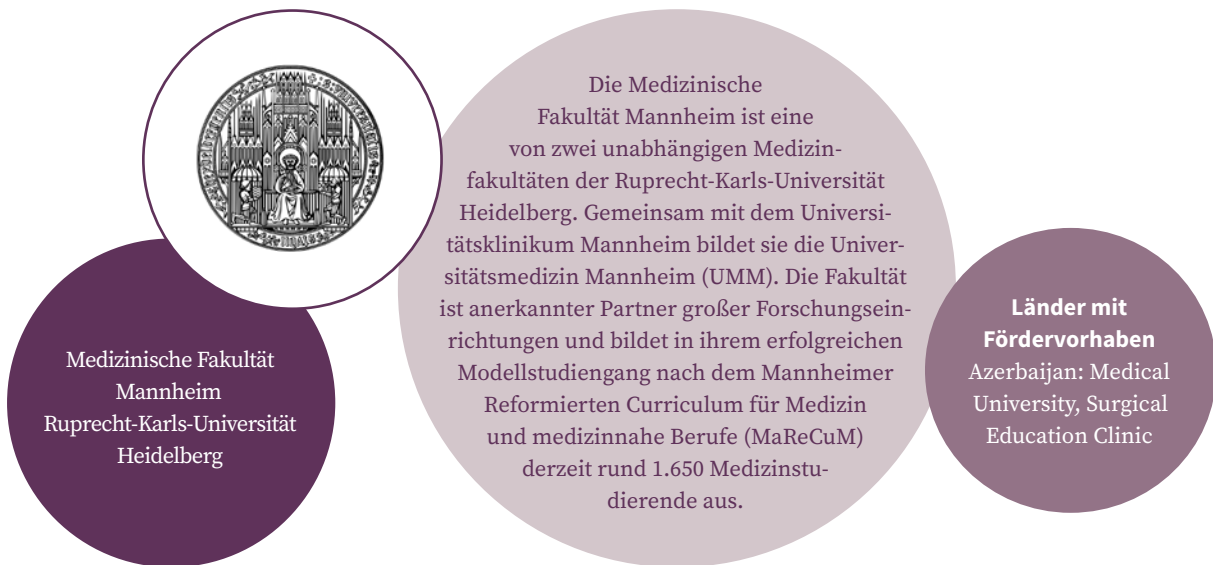 Medizinische Fakultät
Mannheim
Ruprecht-Karls-Universität
Heidelberg
Die Medizinische
Fakultät Mannheim ist eine
von zwei unabhängigen Medizin-
fakultäten der Ruprecht-Karls-Universität
Heidelberg. Gemeinsam mit dem Universi-
tätsklinikum Mannheim bildet sie die Univer-
sitätsmedizin Mannheim (UMM). Die Fakultät
ist anerkannter Partner großer Forschungsein-
richtungen und bildet in ihrem erfolgreichen
Modellstudiengang nach dem Mannheimer
Reformierten Curriculum für Medizin
und medizinnahe Berufe (MaReCuM)
derzeit rund 1.650 Medizinstu-
dierende aus.
Länder mit
Fördervorhaben
Azerbaijan: Medical
University, Surgical
Education Clinic